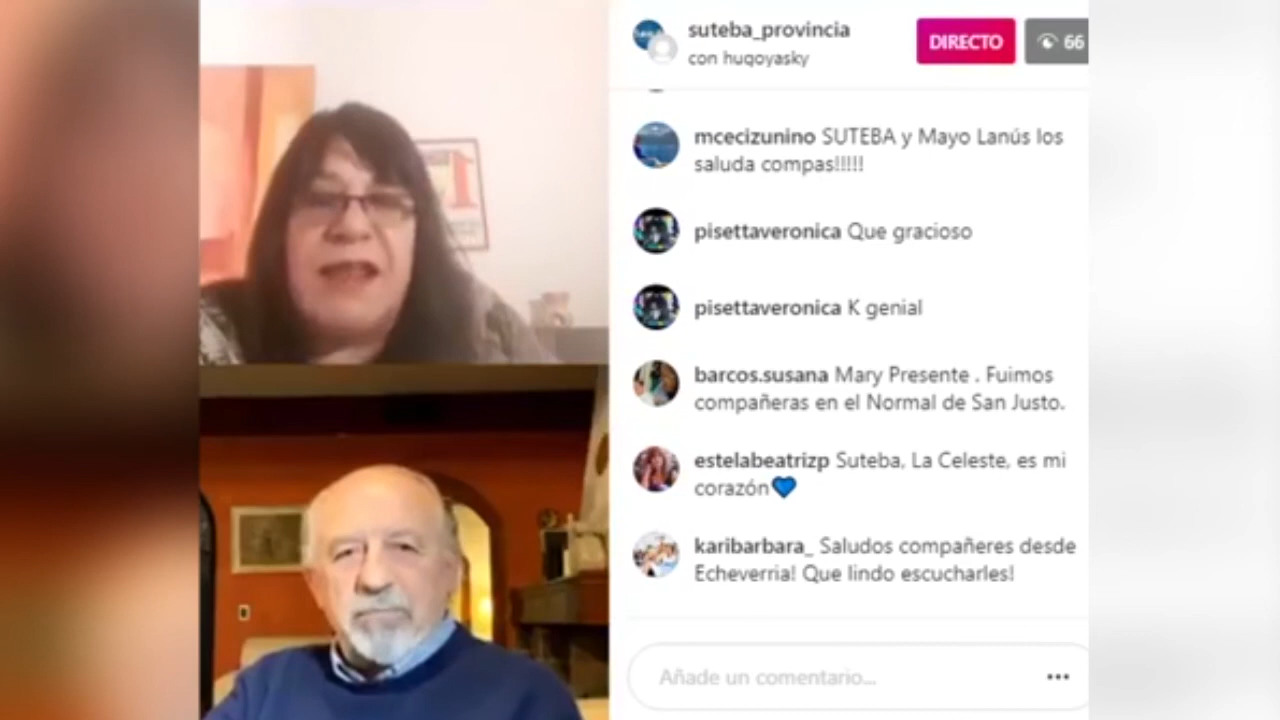 suteba_provincia
con hugoyasky
DIRECTO
66
mcecizunino SUTEBA y Mayo Lanús los
saluda compas!!!!!
pisettaveronica Que gracioso
pisettaveronica K genial
barcos.susana Mary Presente . Fuimos
compañeras en el Normal de San Justo.
estelabeatrizp Suteba, La Celeste, es mi
corazón💙
karibarbara_ Saludos compañeres desde
Echeverria! Que lindo escucharles!
Añade un comentario...